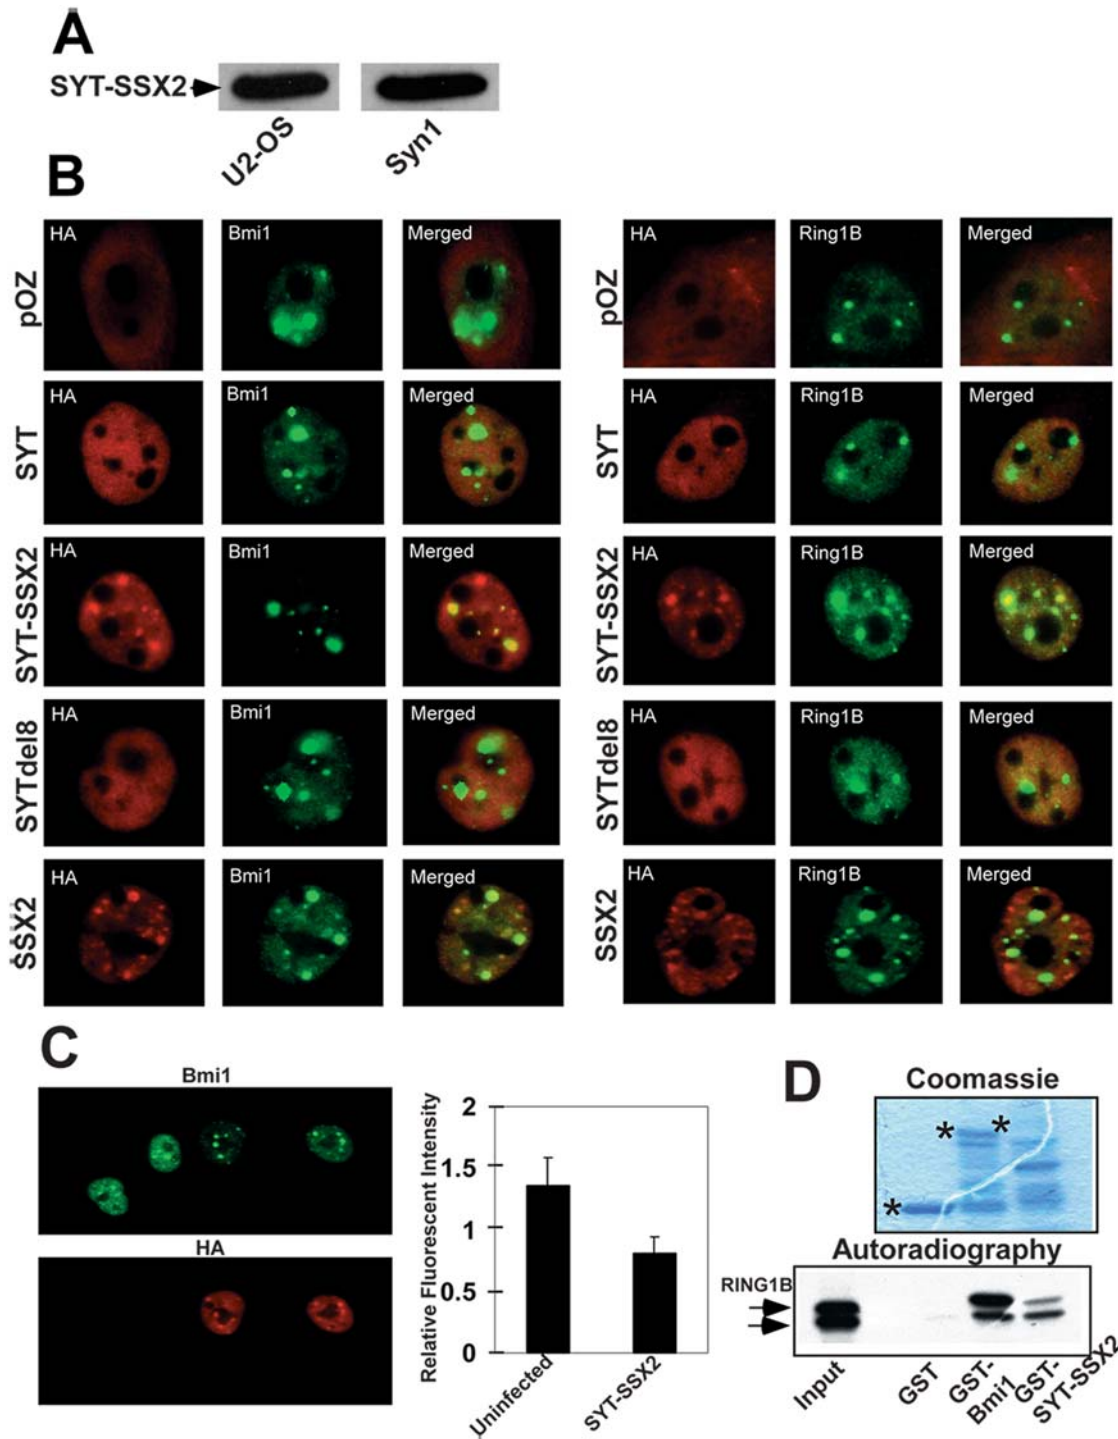 A
SYT-SSX2
U2-OS
Syn1
B
pOZ
HA
Bmi1
Merged
pOZ
HA
Ring1B
Merged
SYT
HA
Bmi1
Merged
SYT
HA
Ring1B
Merged
SYT-SSX2
HA
Bmi1
Merged
SYT-SSX2
HA
Ring1B
Merged
SYTdel8
HA
Bmi1
Merged
SYTdel8
HA
Ring1B
Merged
SSX2
HA
Bmi1
Merged
SSX2
HA
Ring1B
Merged
C
Bmi1
HA
Relative Fluorescent Intensity
2
1.5
1
0.5
0
Uninfected
SYT-SSX2
D
Coomassie
*
*
*
Autoradiography
RING1B
Input
GST
GST-
Bmi1
GST-
SYT-SSX2